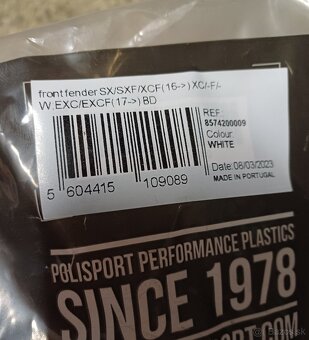 front fender SX/SXF/XCF(16->) XC/-F/-
W,EXC/EXCF(17->) BD
REF:
8574200009
Colour:
WHITE
Date:08/03/2023
MADE IN PORTUGAL
5 604415 109089
POLISPORT PERFORMANCE PLASTICS
SINCE 1978